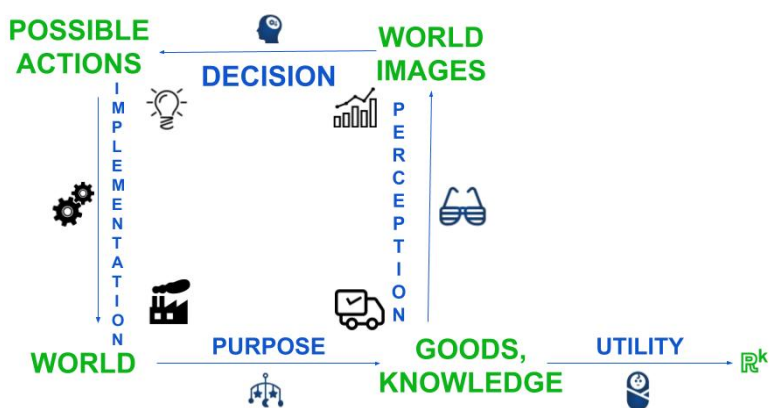 POSSIBLE
ACTIONS
WORLD
IMAGES
DECISION
IMPLEMENTATION
PERCEPTION
WORLD
PURPOSE
GOODS,
KNOWLEDGE
UTILITY
ℝᵏ